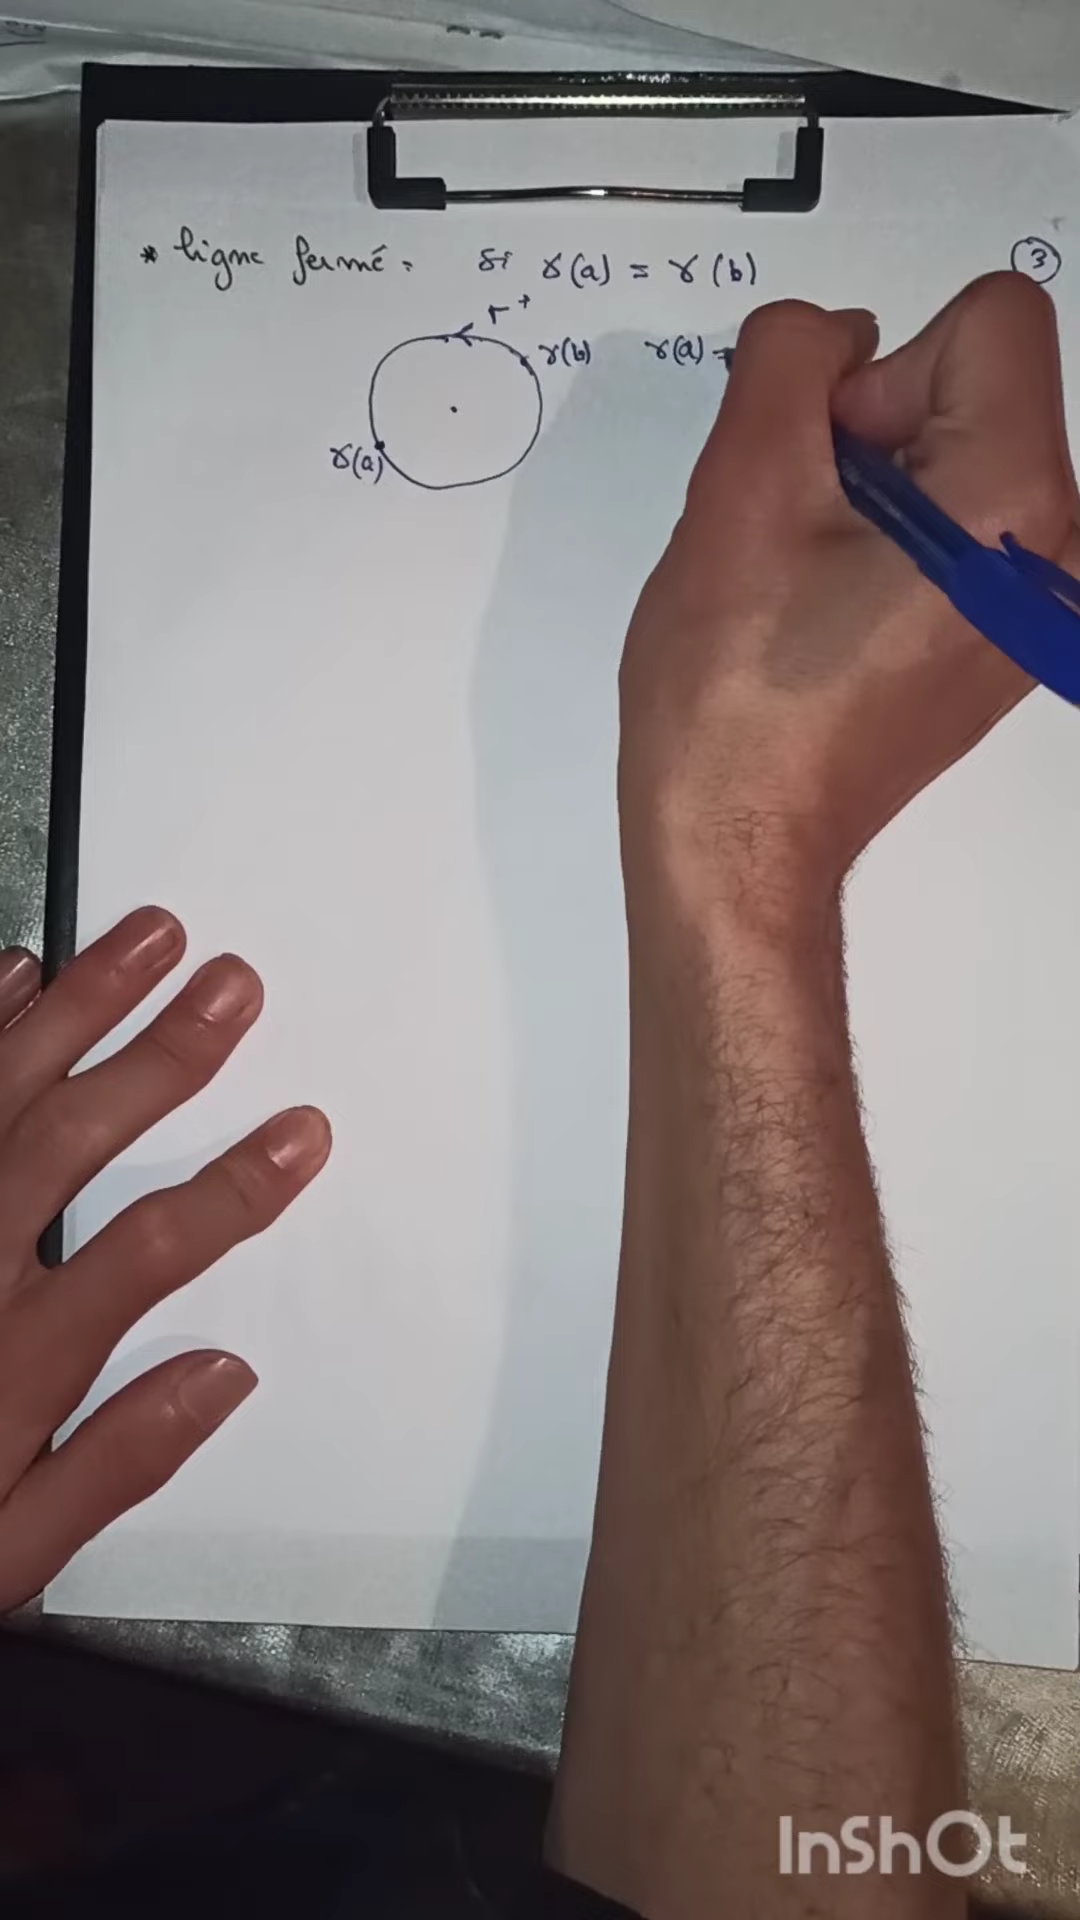 * ligne fermé : si γ(a) = γ(b)
3
Γ⁺
γ(b) γ(a) =
γ(a)
InShOt